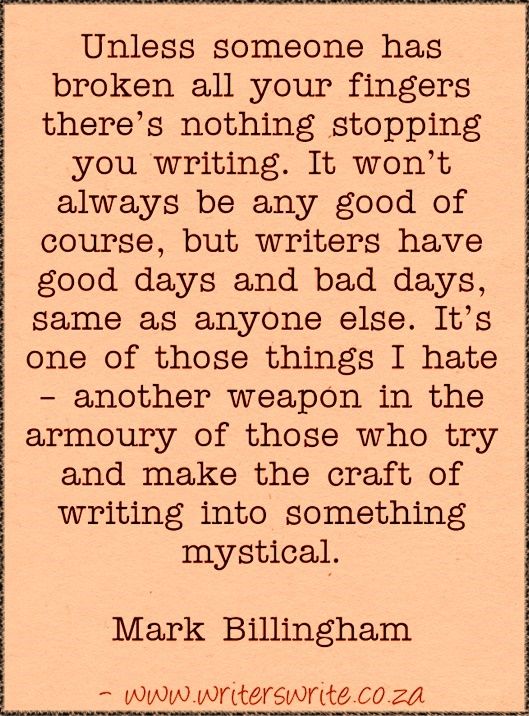 Unless someone has
broken all your fingers
there’s nothing stopping
you writing. It won’t
always be any good of
course, but writers have
good days and bad days,
same as anyone else. It’s
one of those things I hate
– another weapon in the
armoury of those who try
and make the craft of
writing into something
mystical.
Mark Billingham
- www.writerswrite.co.za